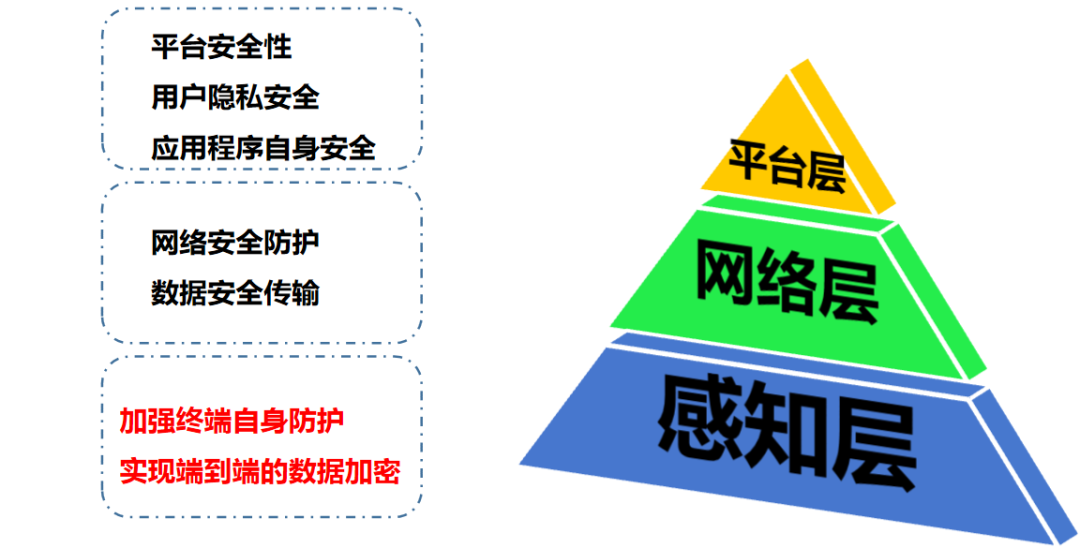 平台安全性
用户隐私安全
应用程序自身安全
网络安全防护
数据安全传输
加强终端自身防护
实现端到端的数据加密
平台层
网络层
感知层